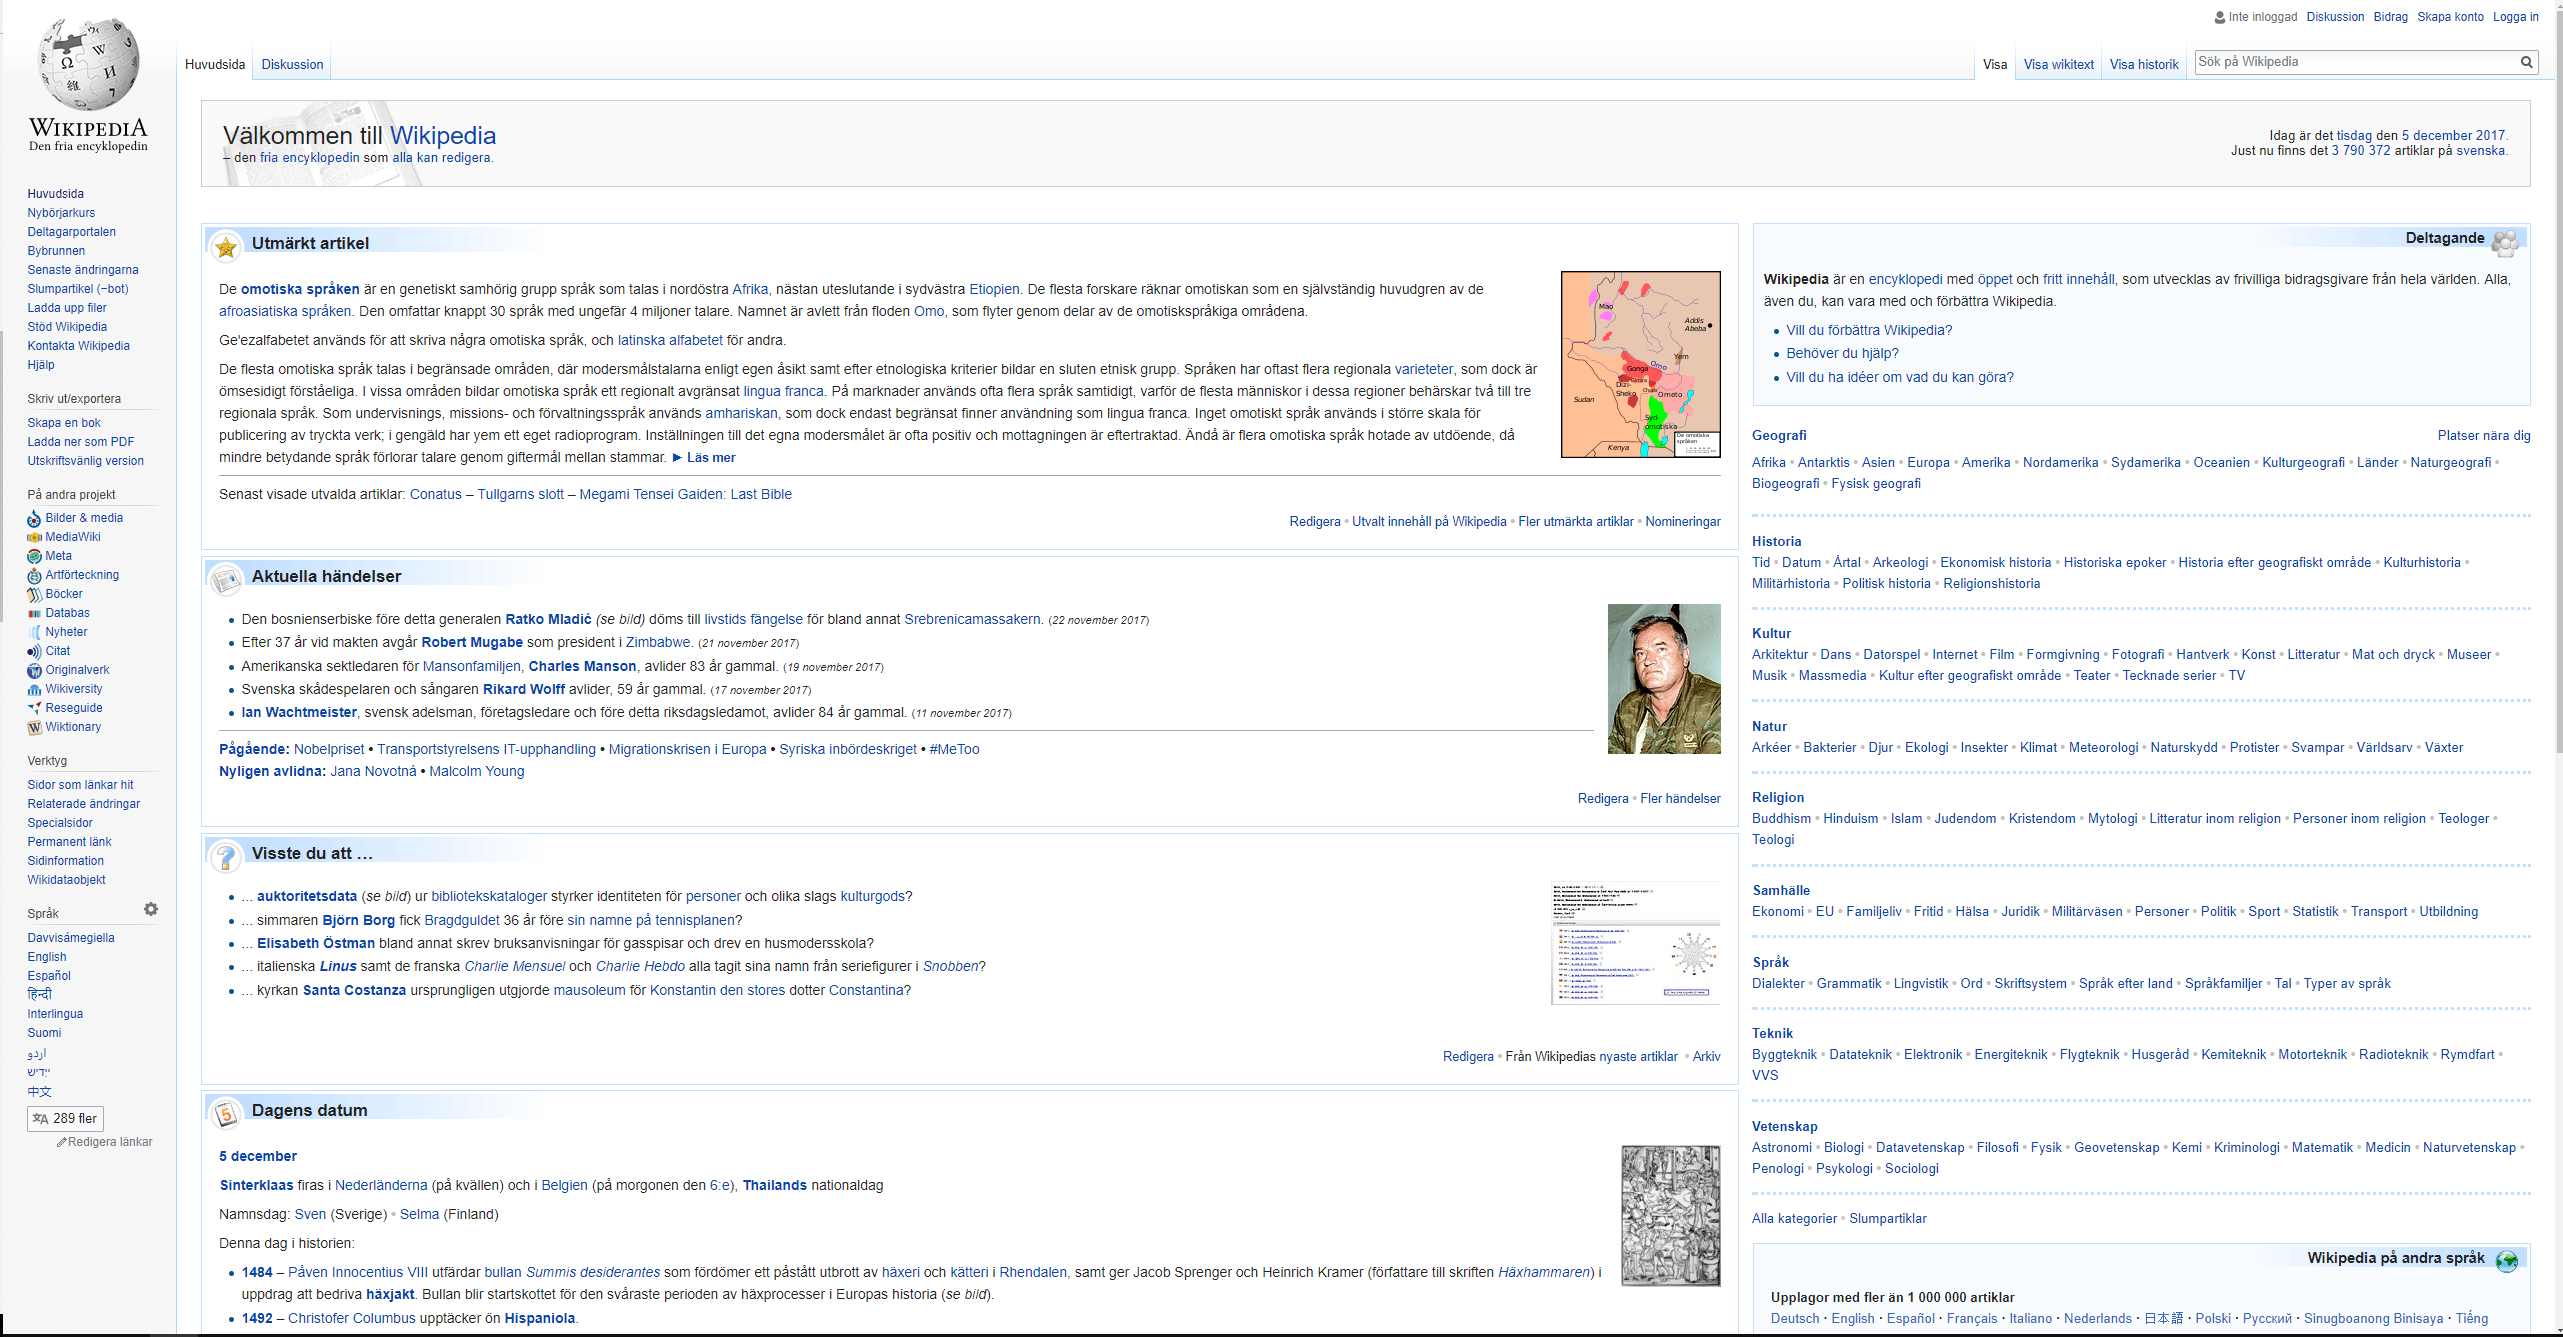 WIKIPEDIA
Den fria encyklopedin
Inte inloggad Diskussion Bidrag Skapa konto Logga in
Huvudsida Diskussion
Visa Visa wikitext Visa historik Sök på Wikipedia
Huvudsida
Nybörjarkurs
Deltagarportalen
Bybrunnen
Senaste ändringarna
Slumpartikel (−bot)
Ladda upp filer
Stöd Wikipedia
Kontakta Wikipedia
Hjälp
Skriv ut/exportera
Skapa en bok
Ladda ner som PDF
Utskriftsvänlig version
På andra projekt
Bilder & media
MediaWiki
Meta
Artförteckning
Böcker
Databas
Nyheter
Citat
Originalverk
Wikiversity
Reseguide
Wiktionary
Verktyg
Sidor som länkar hit
Relaterade ändringar
Specialsidor
Permanent länk
Sidinformation
Wikidataobjekt
Språk
Davvisámegiella
English
Español
हिन्दी
Interlingua
Suomi
اردو
ייִדיש
中文
289 fler
Redigera länkar
Välkommen till Wikipedia
– den fria encyklopedin som alla kan redigera.
Idag är det tisdag den 5 december 2017.
Just nu finns det 3 790 372 artiklar på svenska.
Utmärkt artikel
De omotiska språken är en genetiskt samhörig grupp språk som talas i nordöstra Afrika, nästan uteslutande i sydvästra Etiopien. De flesta forskare räknar omotiskan som en självständig huvudgren av de
afroasiatiska språken. Den omfattar knappt 30 språk med ungefär 4 miljoner talare. Namnet är avlett från floden Omo, som flyter genom delar av de omotiskspråkiga områdena.
Ge'ezalfabetet används för att skriva några omotiska språk, och latinska alfabetet för andra.
De flesta omotiska språk talas i begränsade områden, där modersmålstalarna enligt egen åsikt samt efter etnologiska kriterier bildar en sluten etnisk grupp. Språken har oftast flera regionala varieteter, som dock är
ömsesidigt förståeliga. I vissa områden bildar omotiska språk ett regionalt avgränsat lingua franca. På marknader används ofta flera språk samtidigt, varför de flesta människor i dessa regioner behärskar två till tre
regionala språk. Som undervisnings, missions- och förvaltningsspråk används amhariskan, som dock endast begränsat finner användning som lingua franca. Inget omotiskt språk används i större skala för
publicering av tryckta verk; i gengäld har yem ett eget radioprogram. Inställningen till det egna modersmålet är ofta positiv och mottagningen är eftertraktad. Ändå är flera omotiska språk hotade av utdöende, då
mindre betydande språk förlorar talare genom giftermål mellan stammar. ► Läs mer
Mao
Addis
Abeba
Yem
Omo
Gonga
Dizi-
Sheko
Ometo
Sudan
Syd-
omotiska
Kenya
De omotiska
språken
Senast visade utvalda artiklar: Conatus – Tullgarns slott – Megami Tensei Gaiden: Last Bible
Redigera • Utvalt innehåll på Wikipedia • Fler utmärkta artiklar • Nomineringar
Aktuella händelser
• Den bosnienserbiske före detta generalen Ratko Mladić (se bild) döms till livstids fängelse för bland annat Srebrenicamassakern. (22 november 2017)
• Efter 37 år vid makten avgår Robert Mugabe som president i Zimbabwe. (21 november 2017)
• Amerikanska sektledaren för Mansonfamiljen, Charles Manson, avlider 83 år gammal. (19 november 2017)
• Svenska skådespelaren och sångaren Rikard Wolff avlider, 59 år gammal. (17 november 2017)
• Ian Wachtmeister, svensk adelsman, företagsledare och före detta riksdagsledamot, avlider 84 år gammal. (11 november 2017)
Pågående: Nobelpriset • Transportstyrelsens IT-upphandling • Migrationskrisen i Europa • Syriska inbördeskriget • #MeToo
Nyligen avlidna: Jana Novotná • Malcolm Young
Redigera • Fler händelser
Visste du att …
• … auktoritetsdata (se bild) ur bibliotekskataloger styrker identiteten för personer och olika slags kulturgods?
• … simmaren Björn Borg fick Bragdguldet 36 år före sin namne på tennisplanen?
• … Elisabeth Östman bland annat skrev bruksanvisningar för gasspisar och drev en husmodersskola?
• … italienska Linus samt de franska Charlie Mensuel och Charlie Hebdo alla tagit sina namn från seriefigurer i Snobben?
• … kyrkan Santa Costanza ursprungligen utgjorde mausoleum för Konstantin den stores dotter Constantina?
Redigera • Från Wikipedias nyaste artiklar • Arkiv
5
Dagens datum
5 december
Sinterklaas firas i Nederländerna (på kvällen) och i Belgien (på morgonen den 6:e), Thailands nationaldag
Namnsdag: Sven (Sverige) • Selma (Finland)
Denna dag i historien:
• 1484 – Påven Innocentius VIII utfärdar bullan Summis desiderantes som fördömer ett påstått utbrott av häxeri och kätteri i Rhendalen, samt ger Jacob Sprenger och Heinrich Kramer (författare till skriften Häxhammaren) i
uppdrag att bedriva häxjakt. Bullan blir startskottet för den svåraste perioden av häxprocesser i Europas historia (se bild).
• 1492 – Christofer Columbus upptäcker ön Hispaniola.
Deltagande
Wikipedia är en encyklopedi med öppet och fritt innehåll, som utvecklas av frivilliga bidragsgivare från hela världen. Alla,
även du, kan vara med och förbättra Wikipedia.
• Vill du förbättra Wikipedia?
• Behöver du hjälp?
• Vill du ha idéer om vad du kan göra?
Geografi Platser nära dig
Afrika • Antarktis • Asien • Europa • Amerika • Nordamerika • Sydamerika • Oceanien • Kulturgeografi • Länder • Naturgeografi •
Biogeografi • Fysisk geografi
Historia
Tid • Datum • Årtal • Arkeologi • Ekonomisk historia • Historiska epoker • Historia efter geografiskt område • Kulturhistoria •
Militärhistoria • Politisk historia • Religionshistoria
Kultur
Arkitektur • Dans • Datorspel • Internet • Film • Formgivning • Fotografi • Hantverk • Konst • Litteratur • Mat och dryck • Museer •
Musik • Massmedia • Kultur efter geografiskt område • Teater • Tecknade serier • TV
Natur
Arkéer • Bakterier • Djur • Ekologi • Insekter • Klimat • Meteorologi • Naturskydd • Protister • Svampar • Världsarv • Växter
Religion
Buddhism • Hinduism • Islam • Judendom • Kristendom • Mytologi • Litteratur inom religion • Personer inom religion • Teologer •
Teologi
Samhälle
Ekonomi • EU • Familjeliv • Fritid • Hälsa • Juridik • Militärväsen • Personer • Politik • Sport • Statistik • Transport • Utbildning
Språk
Dialekter • Grammatik • Lingvistik • Ord • Skriftsystem • Språk efter land • Språkfamiljer • Tal • Typer av språk
Teknik
Byggteknik • Datateknik • Elektronik • Energiteknik • Flygteknik • Husgeråd • Kemiteknik • Motorteknik • Radioteknik • Rymdfart •
VVS
Vetenskap
Astronomi • Biologi • Datavetenskap • Filosofi • Fysik • Geovetenskap • Kemi • Kriminologi • Matematik • Medicin • Naturvetenskap •
Penologi • Psykologi • Sociologi
Alla kategorier • Slumpartiklar
Wikipedia på andra språk
Upplagor med fler än 1 000 000 artiklar
Deutsch · English · Español · Français · Italiano · Nederlands · 日本語 · Polski · Русский · Sinugboanong Binisaya · Tiếng